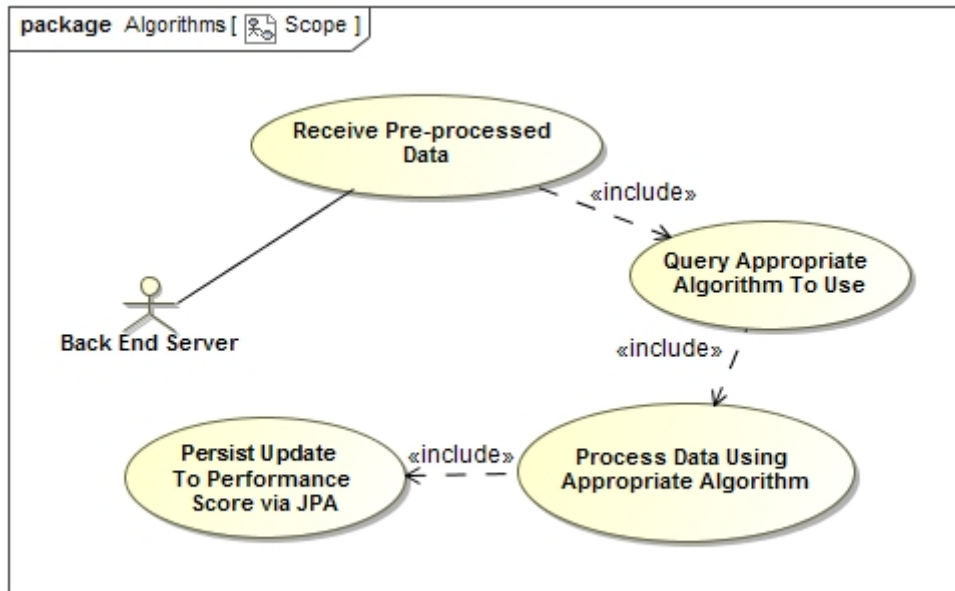 package Algorithms [ Scope ]
Receive Pre-processed
Data
«include»
Query Appropriate
Algorithm To Use
Back End Server
«include»
Process Data Using
Appropriate Algorithm
«include»
Persist Update
To Performance
Score via JPA